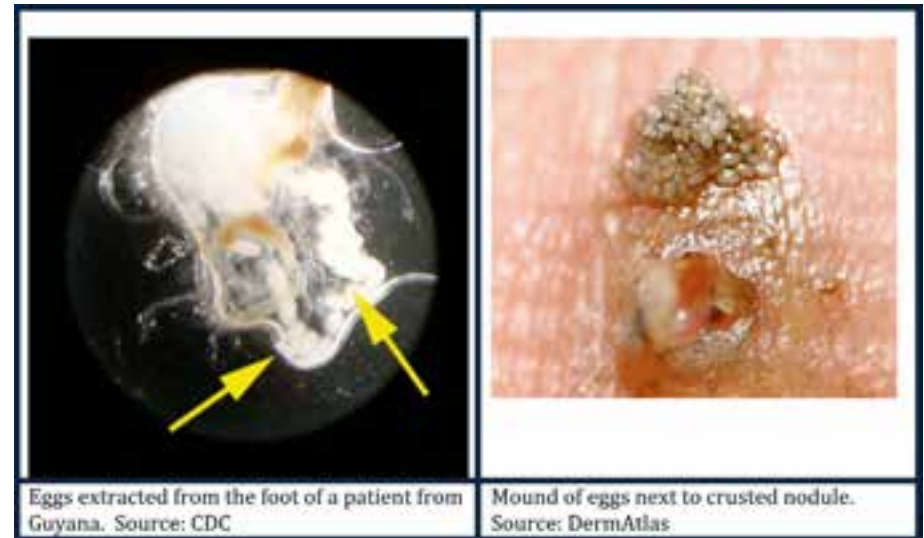 Eggs extracted from the foot of a patient from
Guyana.  Source: CDC
Mound of eggs next to crusted nodule.
Source: DermAtlas